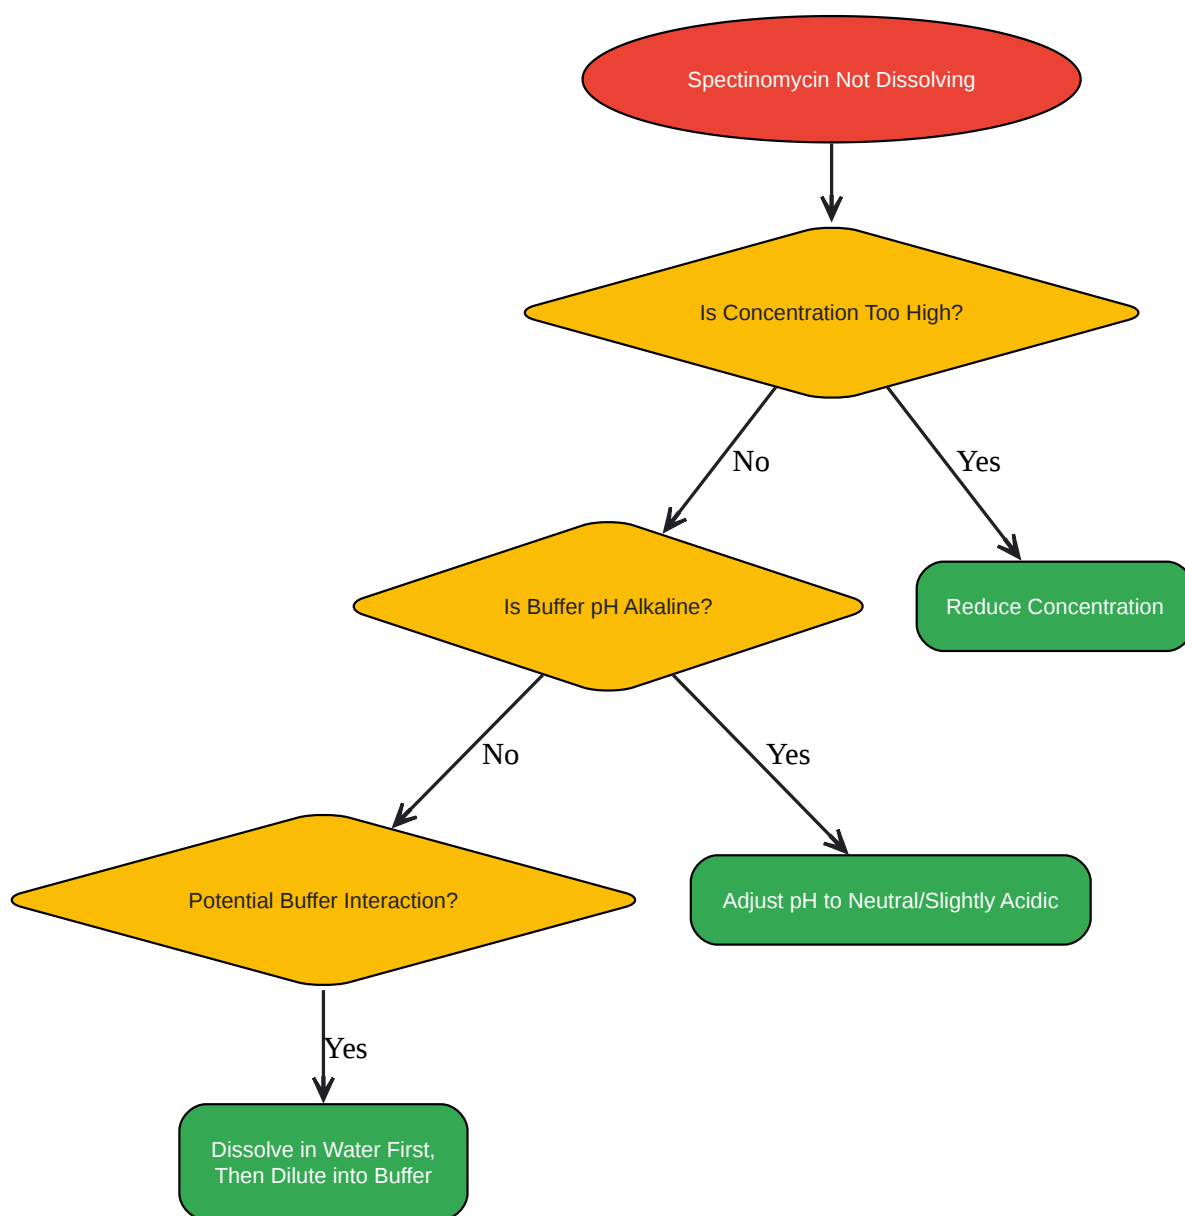 Spectinomycin Not Dissolving
Is Concentration Too High?
No
Yes
Is Buffer pH Alkaline?
Reduce Concentration
No
Yes
Potential Buffer Interaction?
Adjust pH to Neutral/Slightly Acidic
Yes
Dissolve in Water First,
Then Dilute into Buffer